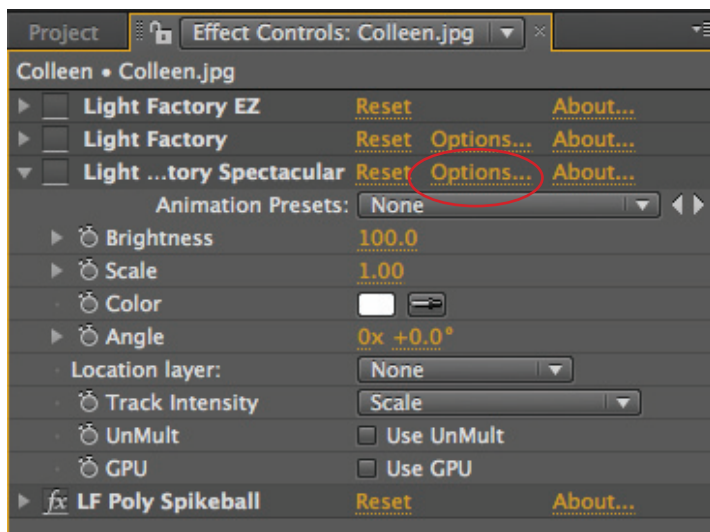 Project Effect Controls: Colleen.jpg
Colleen • Colleen.jpg
Light Factory EZ Reset About...
Light Factory Reset Options... About...
Light ...tory Spectacular Reset Options... About...
Animation Presets: None
Brightness 100.0
Scale 1.00
Color
Angle 0x +0.0°
Location layer: None
Track Intensity Scale
UnMult Use UnMult
GPU Use GPU
fx LF Poly Spikeball Reset About...